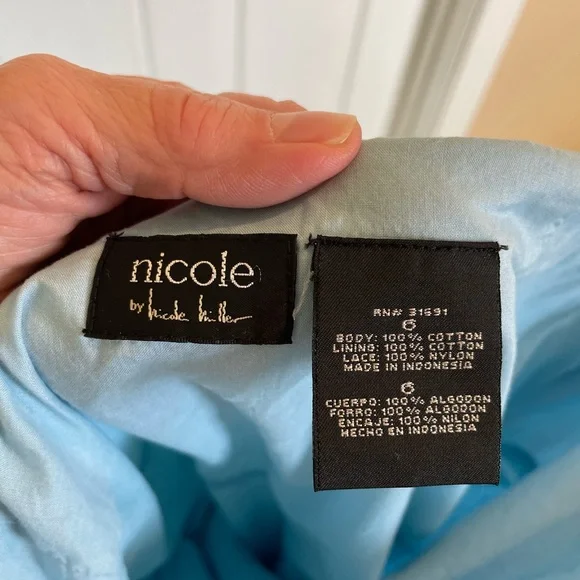 nicole
by nicole miller
RN# 31591
6
BODY: 100% COTTON
LINING: 100% COTTON
LACE: 100% NYLON
MADE IN INDONESIA
6
CUERPO: 100% ALGODON
FORRO: 100% ALGODON
ENCAJE: 100% NILON
HECHO EN INDONESIA